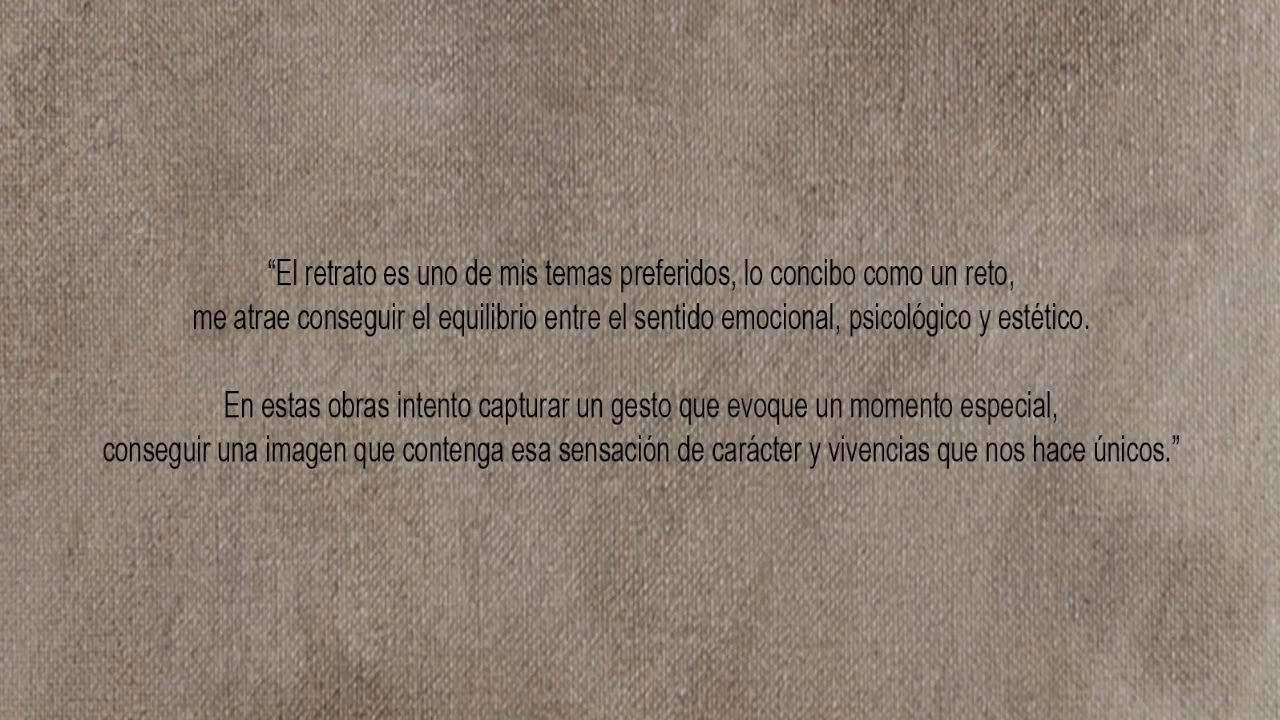 “El retrato es uno de mis temas preferidos, lo concibo como un reto,
me atrae conseguir el equilibrio entre el sentido emocional, psicológico y estético.
En estas obras intento capturar un gesto que evoque un momento especial,
conseguir una imagen que contenga esa sensación de carácter y vivencias que nos hace únicos.”